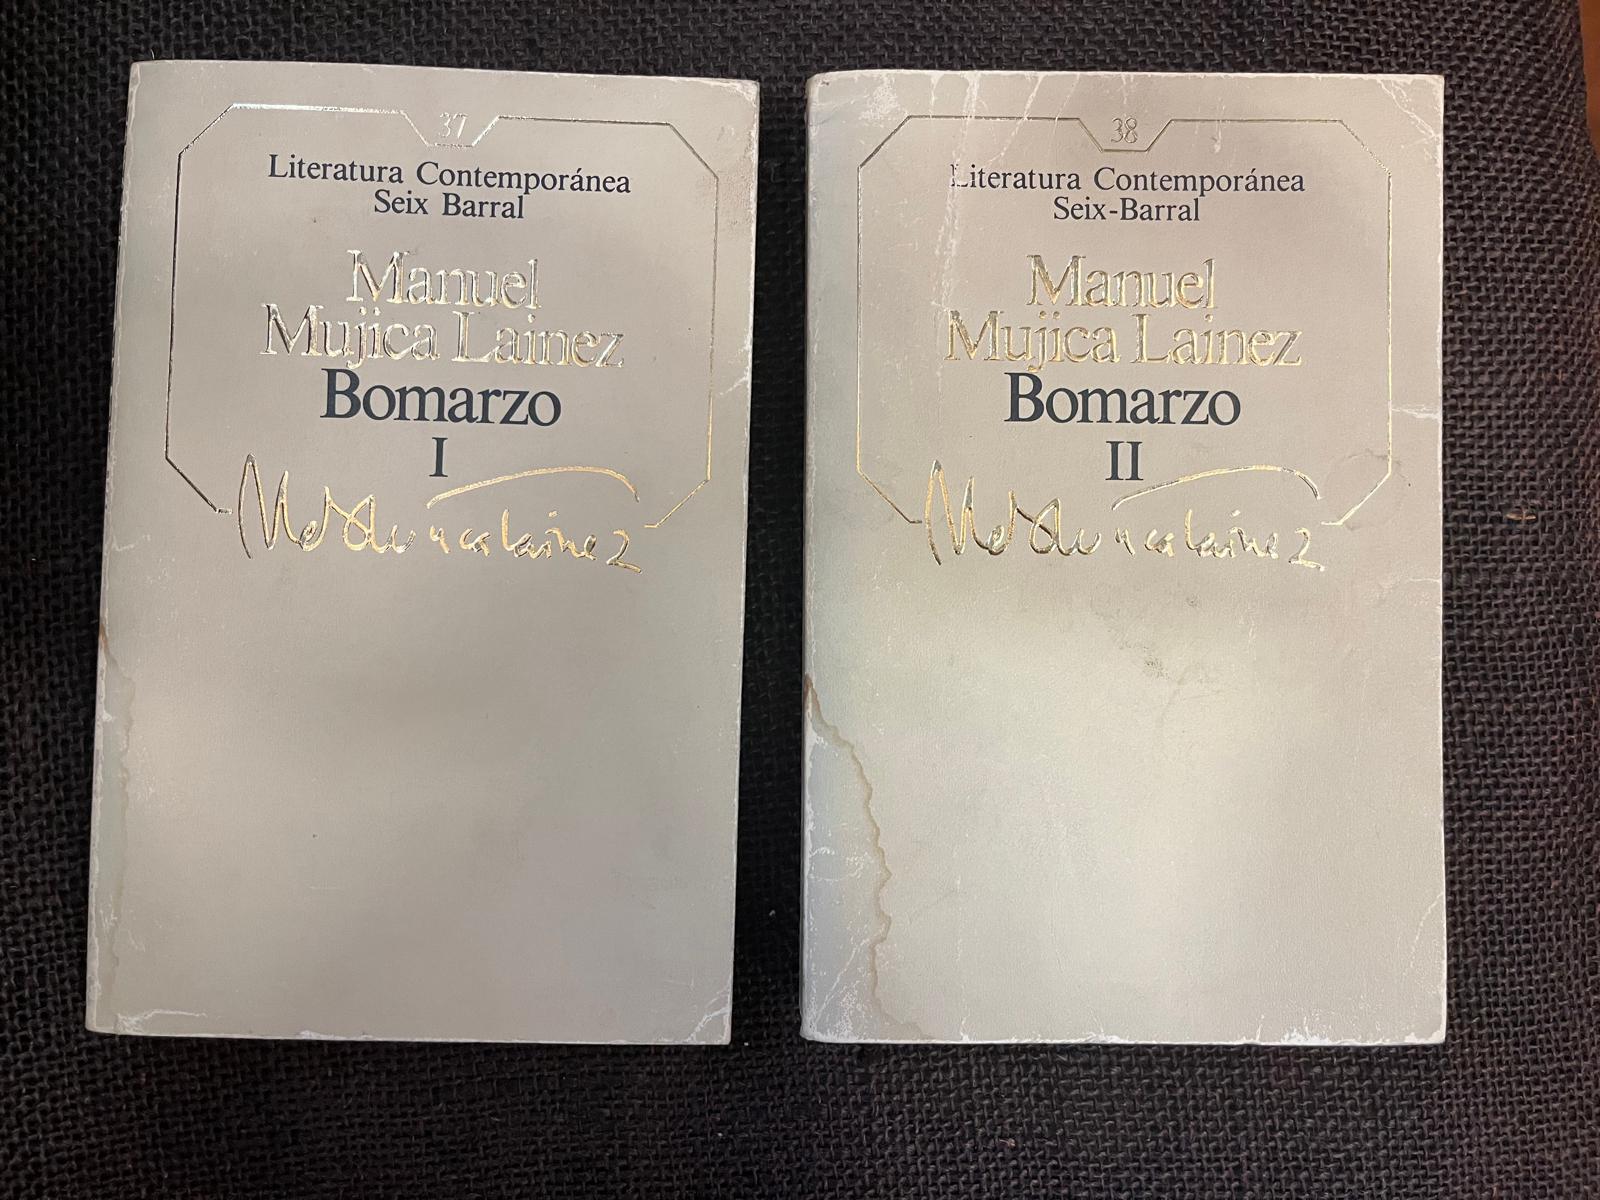 37
Literatura Contemporánea
Seix Barral
Manuel
Mujica Lainez
Bomarzo
I
38
Literatura Contemporánea
Seix-Barral
Manuel
Mujica Lainez
Bomarzo
II